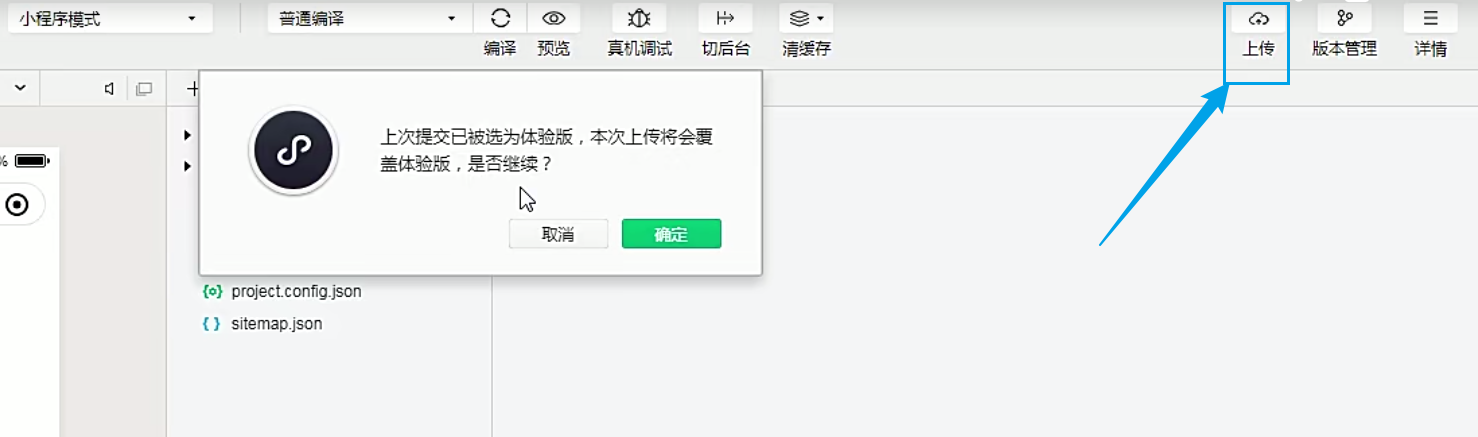 小程序模式
普通编译
编译
预览
真机调试
切后台
清缓存
上传
版本管理
详情
%
上次提交已被选为体验版，本次上传将会覆
盖体验版，是否继续？
取消
确定
project.config.json
sitemap.json